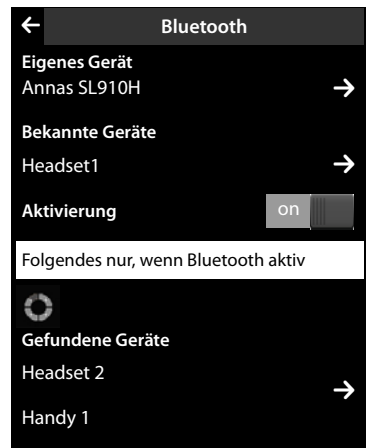 Bluetooth
Eigenes Gerät
Annas SL910H
Bekannte Geräte
Headset1
Aktivierung on
Folgendes nur, wenn Bluetooth aktiv
Gefundene Geräte
Headset 2
Handy 1